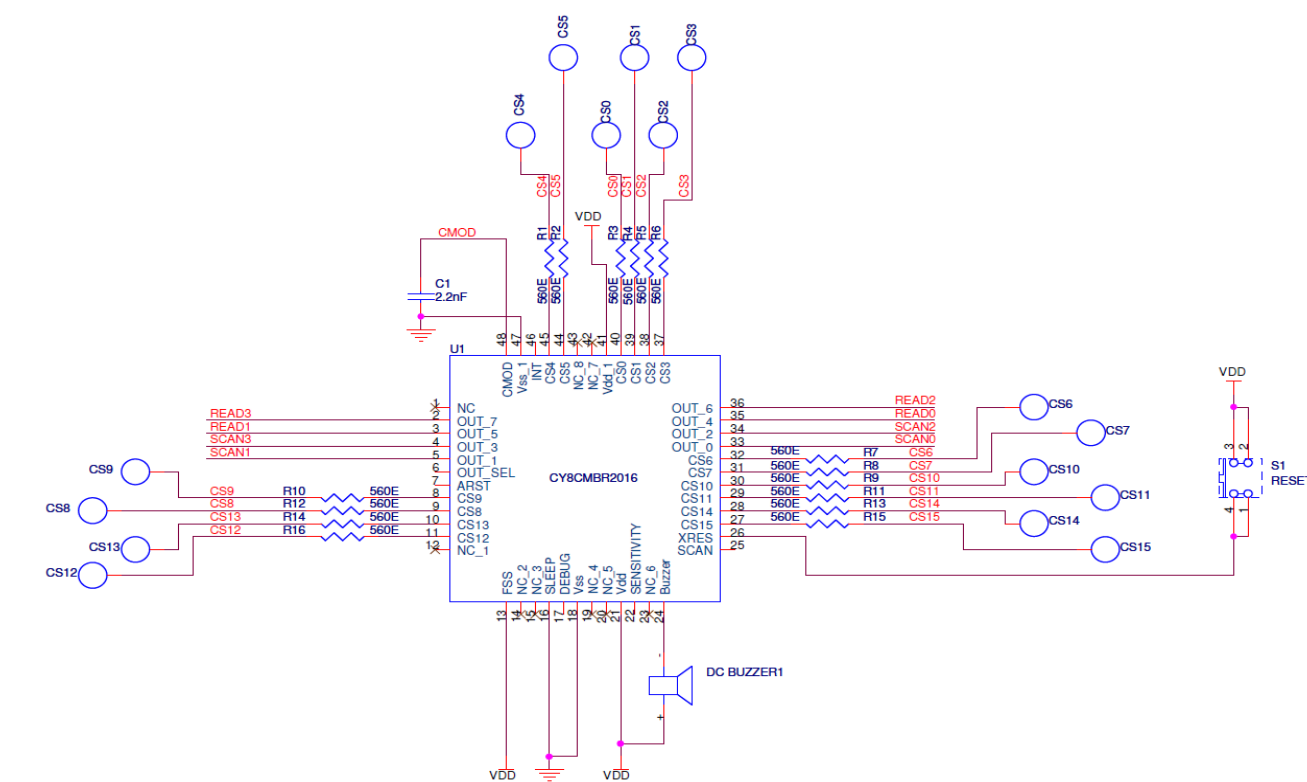 CS5
CS1
CS3
CS4
CS0
CS2
CS4
CS5
CS0
CS1
CS2
CS3
VDD
CMOD
R1
R2
R3
R4
R5
R6
C1
2.2nF
560E
560E
560E
560E
560E
560E
U1
48
47
46
45
44
43
42
41
40
39
38
37
CMOD
Vss_1
INT
CS4
CS5
NC_8
NC_7
Vdd_1
CS0
CS1
CS2
CS3
VDD
1 NC
OUT_6 36 READ2
READ3 2 OUT_7
OUT_4 35 READ0
READ1 3 OUT_5
OUT_2 34 SCAN2
SCAN3 4 OUT_3
OUT_0 33 SCAN0
SCAN1 5 OUT_1
CS6 32 560E R7 CS6 CS6
6 OUT_SEL
CS7 31 560E R8 CS7 CS7
7 ARST
CS10 30 560E R9 CS10 CS10
CS9 CS9 R10 560E 8 CS9
CS11 29 560E R11 CS11 CS11
CS8 CS8 R12 560E 9 CS8
CS14 28 560E R13 CS14 CS14
CS13 CS13 R14 560E 10 CS13
CS15 27 560E R15 CS15 CS15
CS12 CS12 R16 560E 11 CS12
XRES 26
12 NC_1
SCAN 25
CY8CMBR2016
3
2
S1
RESET
4
1
FSS
NC_2
NC_3
SLEEP
DEBUG
Vss
NC_4
NC_5
Vdd
SENSITIVITY
NC_6
Buzzer
13
14
15
16
17
18
19
20
21
22
23
24
-
DC BUZZER1
+
VDD
VDD